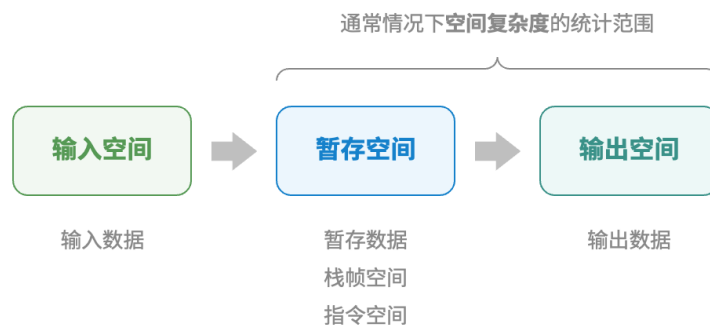 通常情况下空间复杂度的统计范围
输入空间
暂存空间
输出空间
输入数据
暂存数据
输出数据
栈帧空间
指令空间